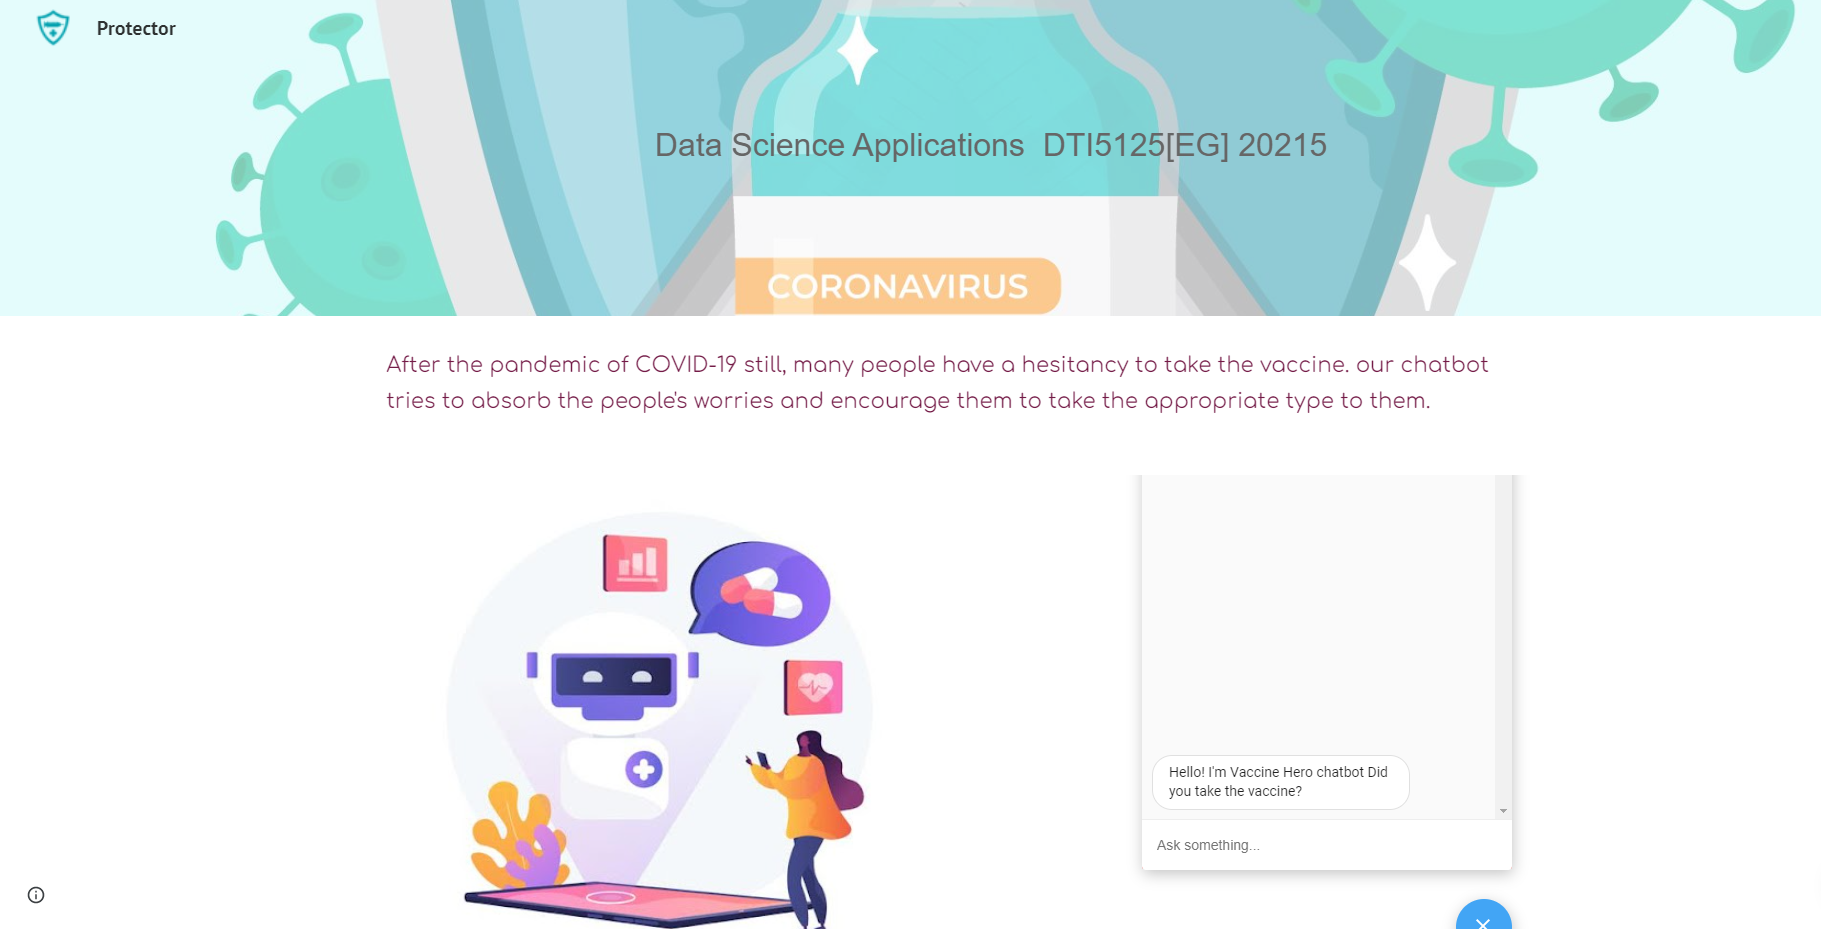 Protector
Data Science Applications  DTI5125[EG] 20215
CORONAVIRUS
After the pandemic of COVID-19 still, many people have a hesitancy to take the vaccine. our chatbot
tries to absorb the people's worries and encourage them to take the appropriate type to them.
Hello! I'm Vaccine Hero chatbot Did
you take the vaccine?
Ask something...